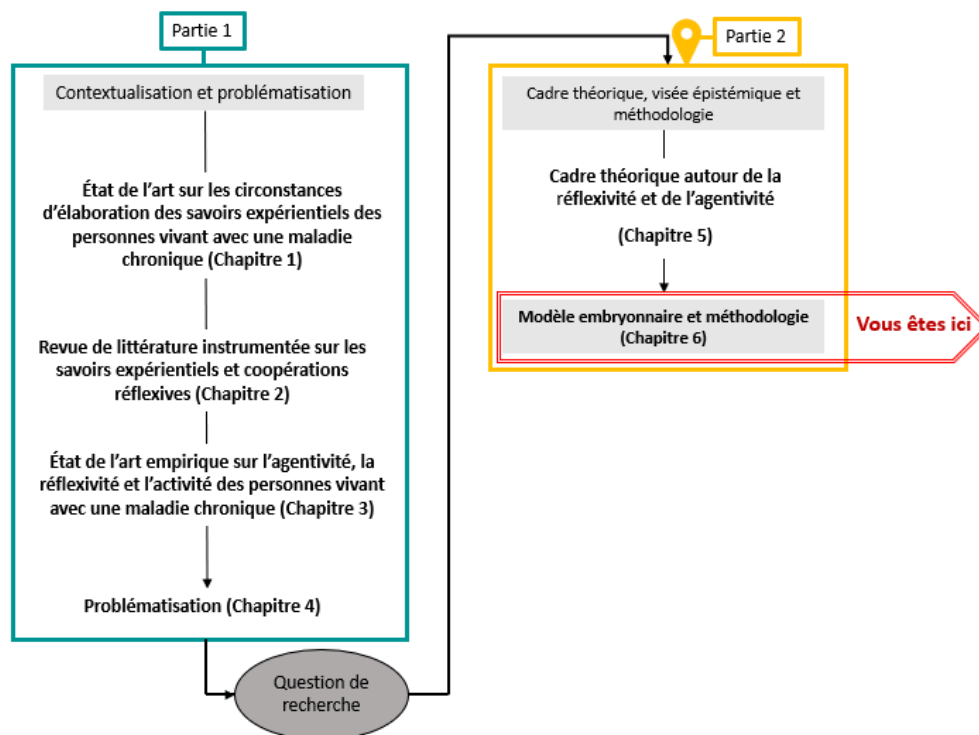 Partie 1
Contextualisation et problématisation
État de l'art sur les circonstances
d'élaboration des savoirs expérientiels des
personnes vivant avec une maladie
chronique (Chapitre 1)
Revue de littérature instrumentée sur les
savoirs expérientiels et coopérations
réflexives (Chapitre 2)
État de l'art empirique sur l'agentivité, la
réflexivité et l'activité des personnes vivant
avec une maladie chronique (Chapitre 3)
Problématisation (Chapitre 4)
Question de
recherche
Partie 2
Cadre théorique, visée épistémique et
méthodologie
Cadre théorique autour de la
réflexivité et de l'agentivité
(Chapitre 5)
Modèle embryonnaire et méthodologie
(Chapitre 6)
Vous êtes ici